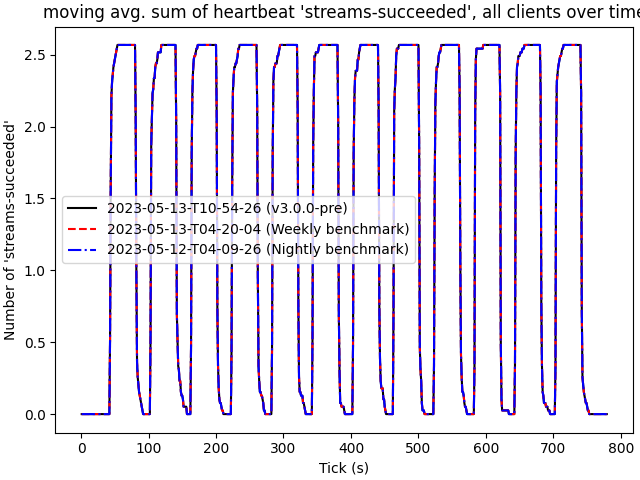 moving avg. sum of heartbeat 'streams-succeeded', all clients over time
Number of 'streams-succeeded'
2.5
2.0
1.5
1.0
0.5
0.0
2023-05-13-T10-54-26 (v3.0.0-pre)
2023-05-13-T04-20-04 (Weekly benchmark)
2023-05-12-T04-09-26 (Nightly benchmark)
0 100 200 300 400 500 600 700 800
Tick (s)